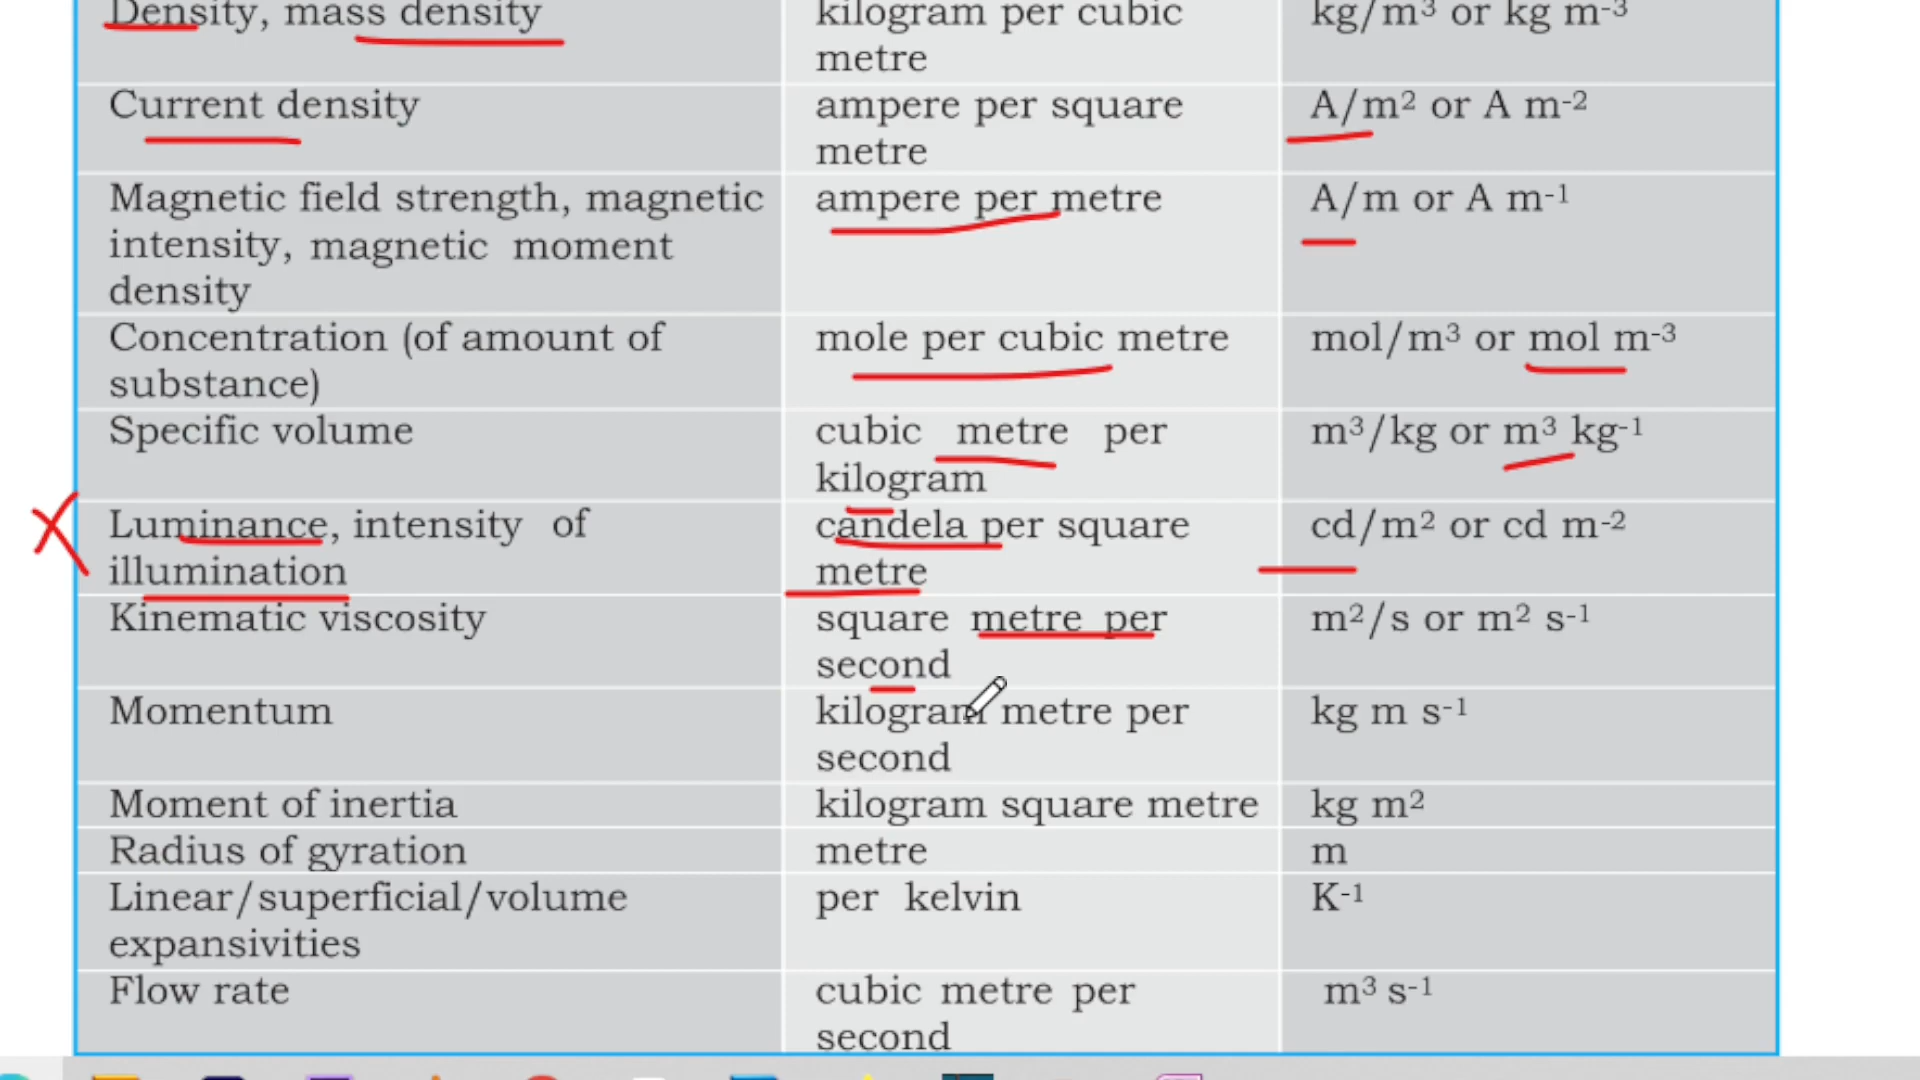 Density, mass density
kilogram per cubic
metre
kg/m³ or kg m⁻³
Current density
ampere per square
metre
A/m² or A m⁻²
Magnetic field strength, magnetic
intensity, magnetic moment
density
ampere per metre
A/m or A m⁻¹
Concentration (of amount of
substance)
mole per cubic metre
mol/m³ or mol m⁻³
Specific volume
cubic metre per
kilogram
m³/kg or m³ kg⁻¹
Luminance, intensity of
illumination
candela per square
metre
cd/m² or cd m⁻²
Kinematic viscosity
square metre per
second
m²/s or m² s⁻¹
Momentum
kilogram metre per
second
kg m s⁻¹
Moment of inertia
kilogram square metre
kg m²
Radius of gyration
metre
m
Linear/superficial/volume
expansivities
per kelvin
K⁻¹
Flow rate
cubic metre per
second
m³ s⁻¹